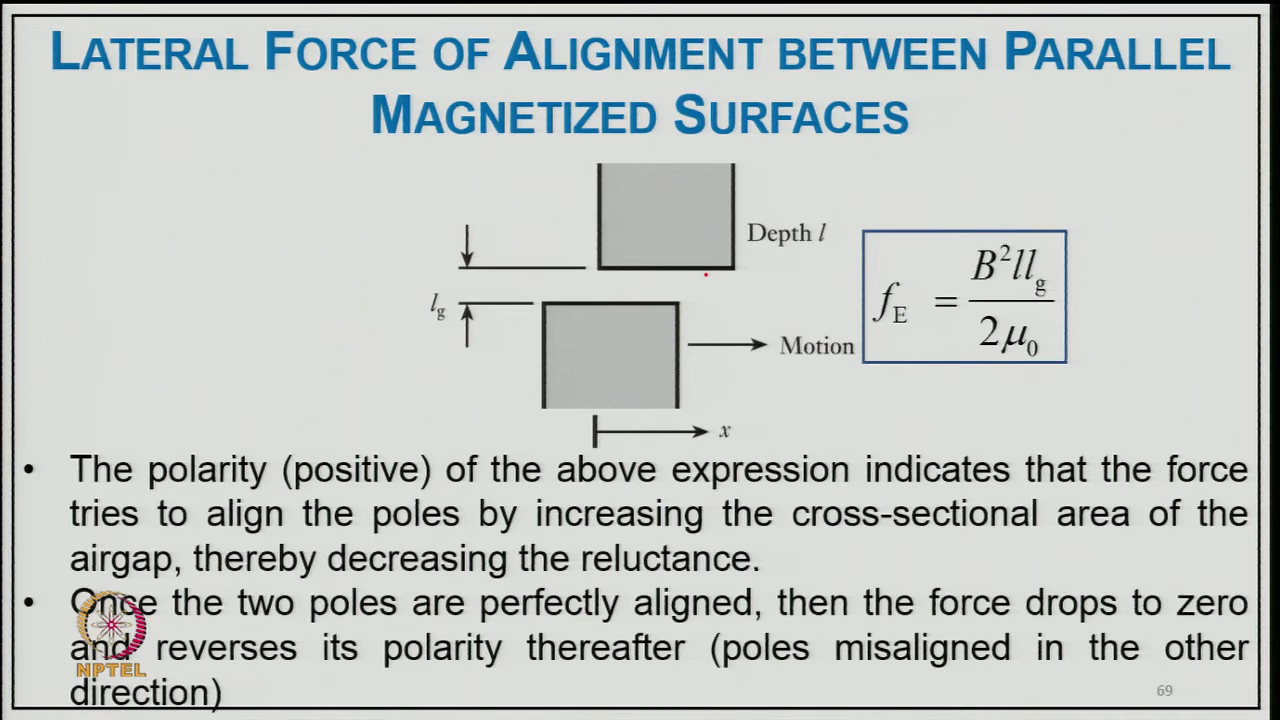 LATERAL FORCE OF ALIGNMENT BETWEEN PARALLEL
MAGNETIZED SURFACES
Depth l
l_g
f_E = B²ll_g / 2μ₀
Motion
x
• The polarity (positive) of the above expression indicates that the force
tries to align the poles by increasing the cross-sectional area of the
airgap, thereby decreasing the reluctance.
• Once the two poles are perfectly aligned, then the force drops to zero
and reverses its polarity thereafter (poles misaligned in the other
direction)
NPTEL
69